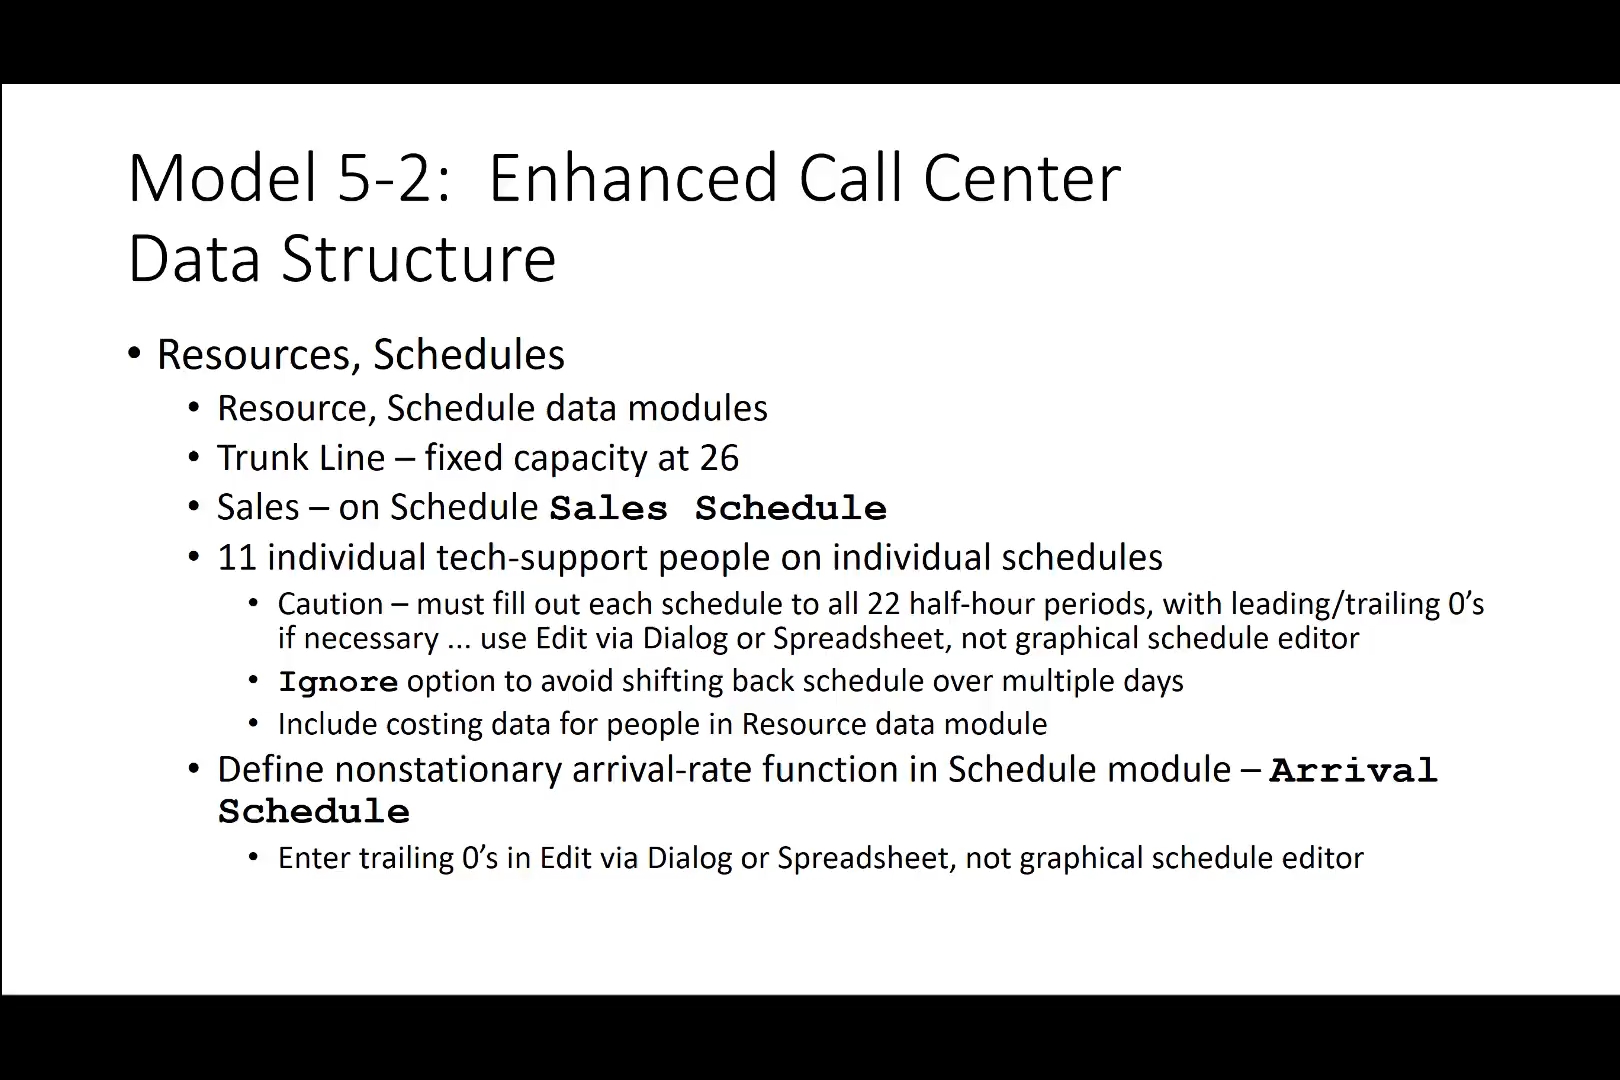 Model 5-2:  Enhanced Call Center
Data Structure
• Resources, Schedules
• Resource, Schedule data modules
• Trunk Line – fixed capacity at 26
• Sales – on Schedule Sales Schedule
• 11 individual tech-support people on individual schedules
• Caution – must fill out each schedule to all 22 half-hour periods, with leading/trailing 0’s
if necessary ... use Edit via Dialog or Spreadsheet, not graphical schedule editor
• Ignore option to avoid shifting back schedule over multiple days
• Include costing data for people in Resource data module
• Define nonstationary arrival-rate function in Schedule module – Arrival
Schedule
• Enter trailing 0’s in Edit via Dialog or Spreadsheet, not graphical schedule editor